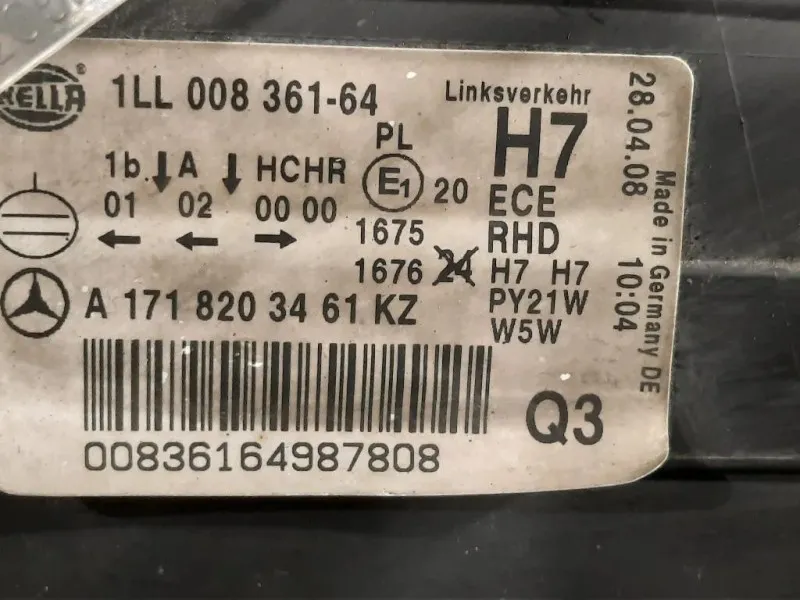 HELLA ®
1LL 008 361-64
Linksverkehr
H7
PL
1b A HCHR
E1 20
ECE
01 02 00 00
1675
RHD
1676 24
H7 H7
A 171 820 34 61 KZ
PY21W
W5W
00836164987808
Q3
28.04.08 10:04
Made in Germany DE